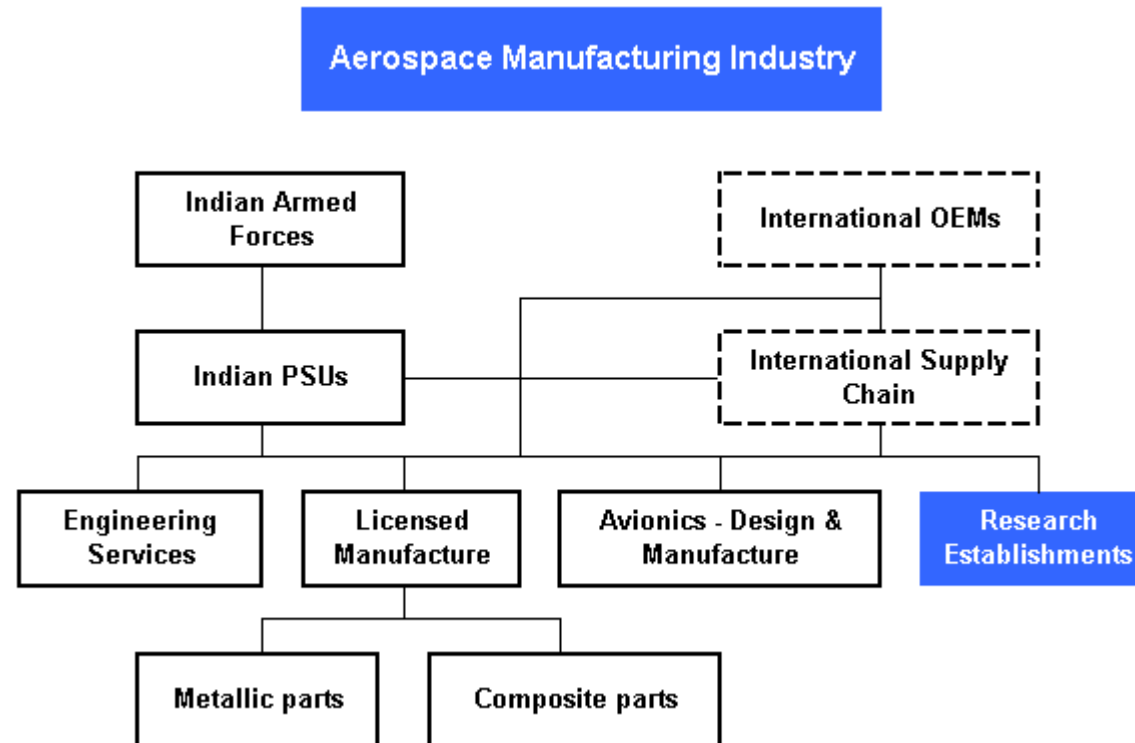 Aerospace Manufacturing Industry
Indian Armed
Forces
International OEMs
Indian PSUs
International Supply
Chain
Engineering
Services
Licensed
Manufacture
Avionics - Design &
Manufacture
Research
Establishments
Metallic parts
Composite parts